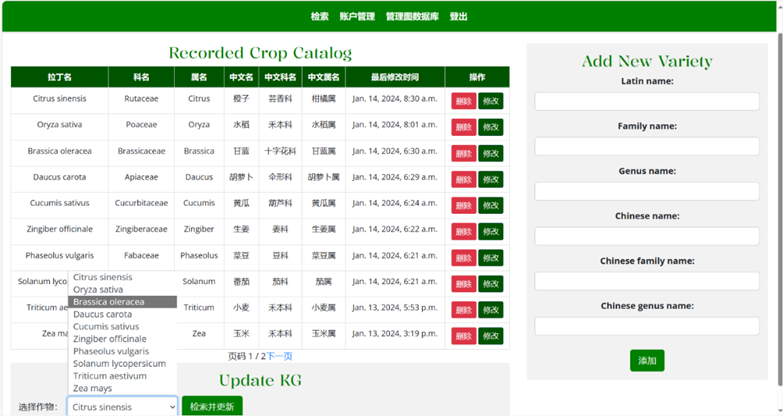 检索 账户管理 管理图数据库 登出
Recorded Crop Catalog
拉丁名 科名 属名 中文名 中文科名 中文属名 最后修改时间 操作
Citrus sinensis Rutaceae Citrus 橙子 芸香科 柑橘属 Jan. 14, 2024, 8:30 a.m. 删除 修改
Oryza sativa Poaceae Oryza 水稻 禾本科 水稻属 Jan. 14, 2024, 8:01 a.m. 删除 修改
Brassica oleracea Brassicaceae Brassica 甘蓝 十字花科 甘蓝属 Jan. 14, 2024, 6:30 a.m. 删除 修改
Daucus carota Apiaceae Daucus 胡萝卜 伞形科 胡萝卜属 Jan. 14, 2024, 6:29 a.m. 删除 修改
Cucumis sativus Cucurbitaceae Cucumis 黄瓜 葫芦科 黄瓜属 Jan. 14, 2024, 6:24 a.m. 删除 修改
Zingiber officinale Zingiberaceae Zingiber 生姜 姜科 生姜属 Jan. 14, 2024, 6:22 a.m. 删除 修改
Phaseolus vulgaris Fabaceae Phaseolus 菜豆 豆科 菜豆属 Jan. 14, 2024, 6:21 a.m. 删除 修改
Solanum lyco Solanum 番茄 茄科 茄属 Jan. 14, 2024, 6:21 a.m. 删除 修改
Triticum ae Triticum 小麦 禾本科 小麦属 Jan. 13, 2024, 5:53 p.m. 删除 修改
Zea ma Zea 玉米 禾本科 玉米属 Jan. 13, 2024, 3:19 p.m. 删除 修改
Citrus sinensis
Oryza sativa
Brassica oleracea
Daucus carota
Cucumis sativus
Zingiber officinale
Phaseolus vulgaris
Solanum lycopersicum
Triticum aestivum
Zea mays
页码 1 / 2下一页
Update KG
选择作物: Citrus sinensis 检索并更新
Add New Variety
Latin name:
Family name:
Genus name:
Chinese name:
Chinese family name:
Chinese genus name:
添加